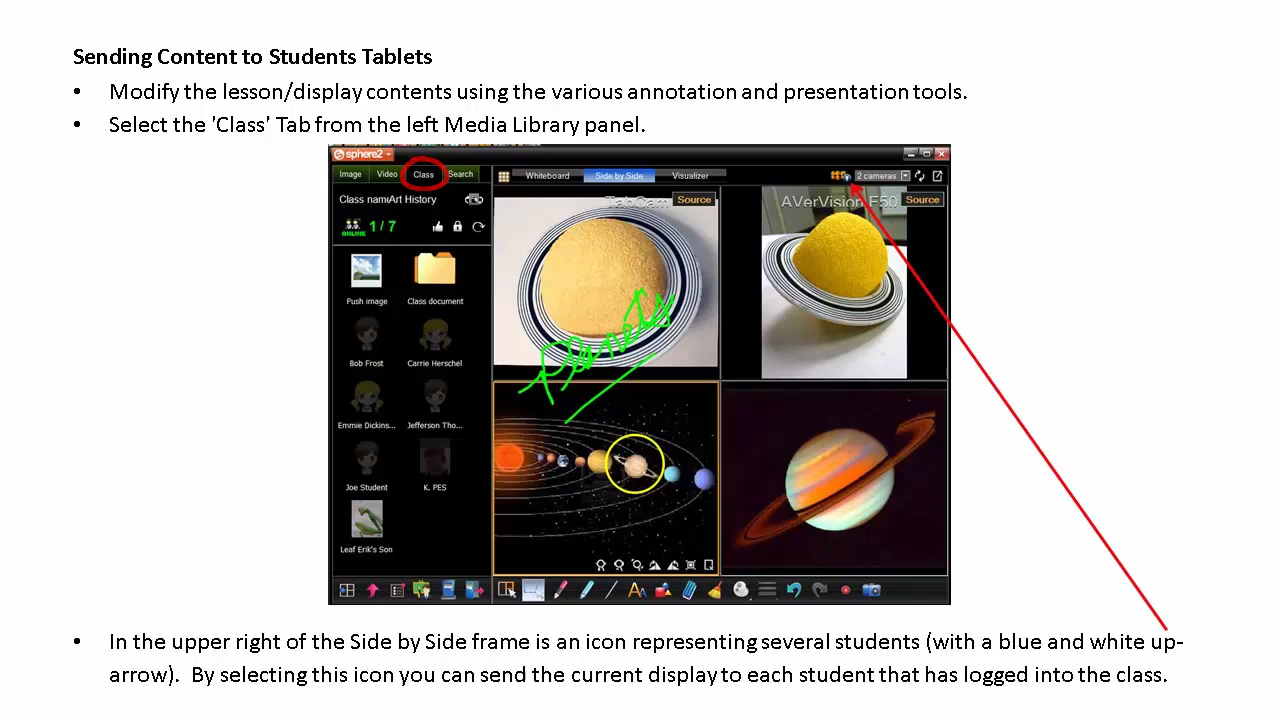 Sending Content to Students Tablets
• Modify the lesson/display contents using the various annotation and presentation tools.
• Select the 'Class' Tab from the left Media Library panel.
sphere2
Image Video Class Search
Whiteboard Side by Side Visualizer
2 cameras
Class name Art History
ONLINE 1 / 7
TabCam Source
AVerVision F50 Source
Push image Class document
Bob Frost Carrie Herschel
Emmie Dickins... Jefferson Tho...
Joe Student K. PES
Leaf Erik's Son
Planets
• In the upper right of the Side by Side frame is an icon representing several students (with a blue and white up-
arrow). By selecting this icon you can send the current display to each student that has logged into the class.